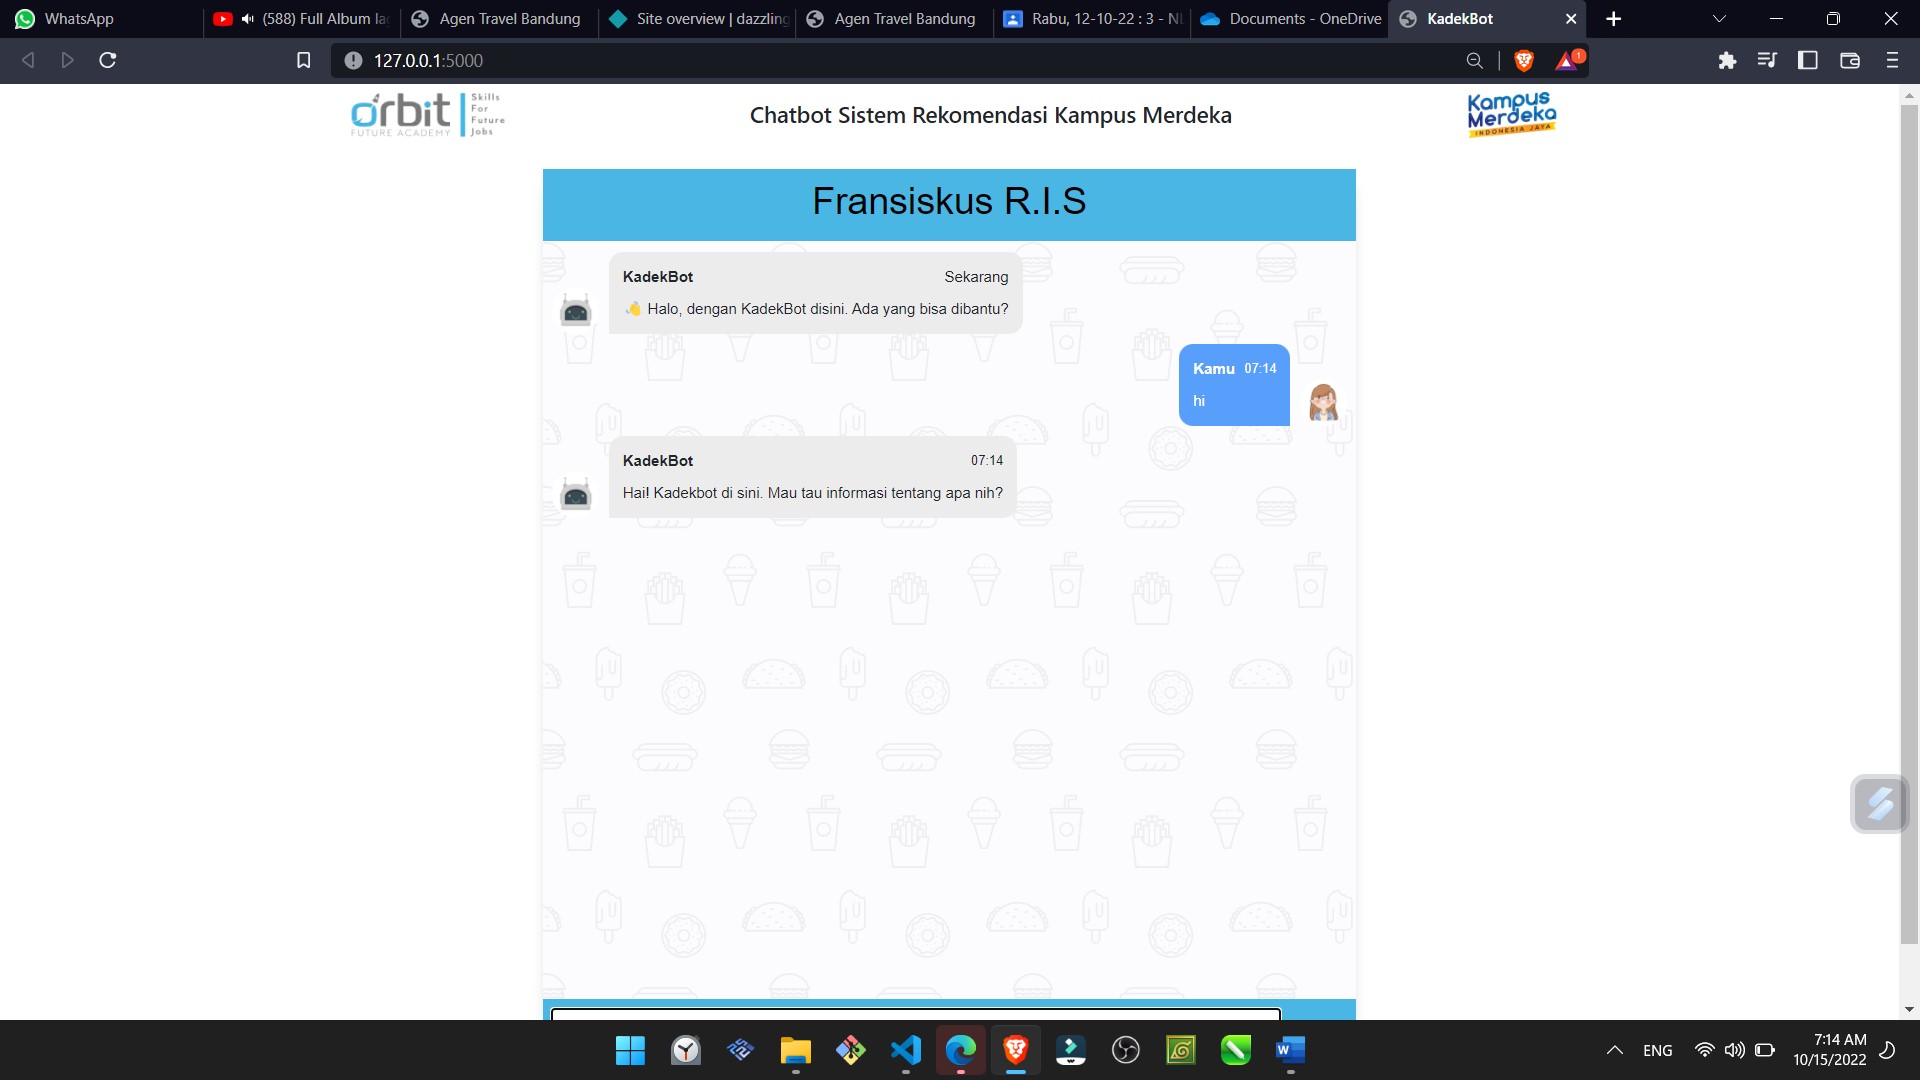 WhatsApp
(588) Full Album la
Agen Travel Bandung
Site overview | dazzling
Agen Travel Bandung
Rabu, 12-10-22 : 3 - N
Documents - OneDrive
KadekBot
127.0.0.1:5000
1
orbit
FUTURE ACADEMY
Skills
For
Future
Jobs
Chatbot Sistem Rekomendasi Kampus Merdeka
Kampus
Merdeka
INDONESIA JAYA
Fransiskus R.I.S
KadekBot Sekarang
👋 Halo, dengan KadekBot disini. Ada yang bisa dibantu?
Kamu 07:14
hi
KadekBot 07:14
Hai! Kadekbot di sini. Mau tau informasi tentang apa nih?
ENG
7:14 AM
10/15/2022